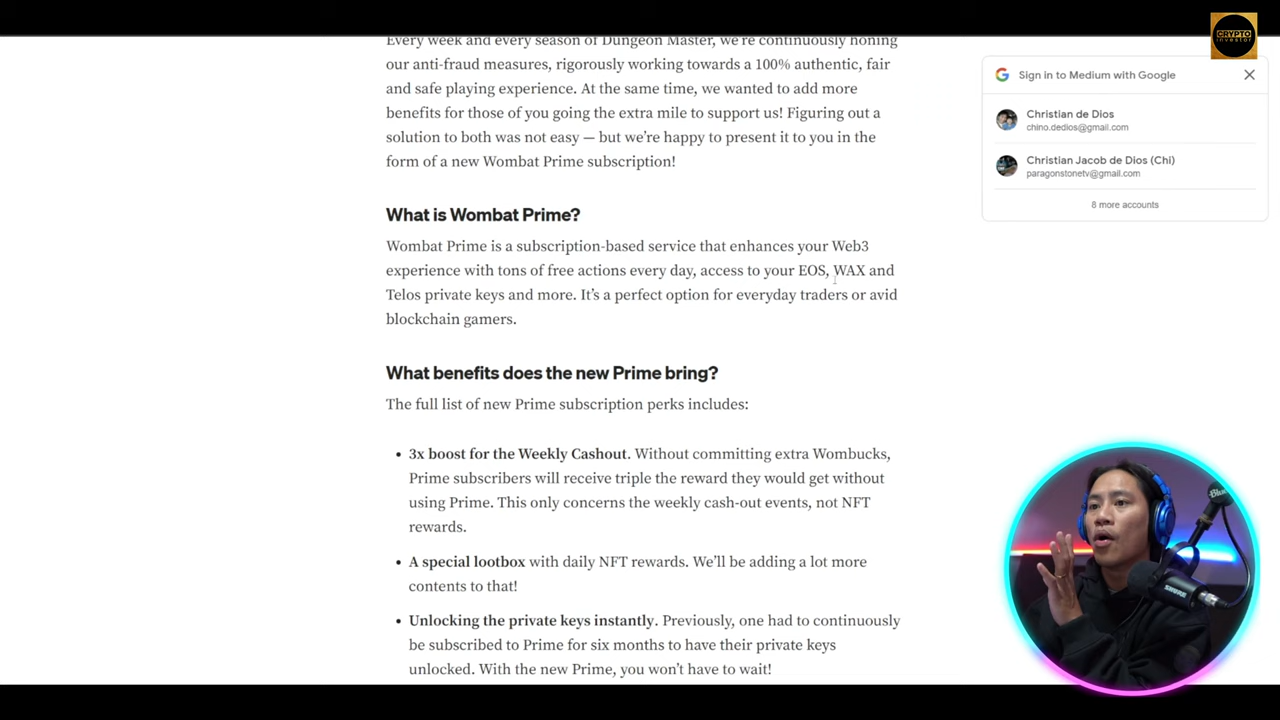 CRYPTO
Investor
Every week and every season of Dungeon Master, we're continuously honing
our anti-fraud measures, rigorously working towards a 100% authentic, fair
and safe playing experience. At the same time, we wanted to add more
benefits for those of you going the extra mile to support us! Figuring out a
solution to both was not easy — but we're happy to present it to you in the
form of a new Wombat Prime subscription!
Sign in to Medium with Google
Christian de Dios
chino.dedios@gmail.com
Christian Jacob de Dios (Chi)
paragonstonetv@gmail.com
8 more accounts
What is Wombat Prime?
Wombat Prime is a subscription-based service that enhances your Web3
experience with tons of free actions every day, access to your EOS, WAX and
Telos private keys and more. It's a perfect option for everyday traders or avid
blockchain gamers.
What benefits does the new Prime bring?
The full list of new Prime subscription perks includes:
• 3x boost for the Weekly Cashout. Without committing extra Wombucks,
Prime subscribers will receive triple the reward they would get without
using Prime. This only concerns the weekly cash-out events, not NFT
rewards.
• A special lootbox with daily NFT rewards. We'll be adding a lot more
contents to that!
• Unlocking the private keys instantly. Previously, one had to continuously
be subscribed to Prime for six months to have their private keys
unlocked. With the new Prime, you won't have to wait!
SHURE